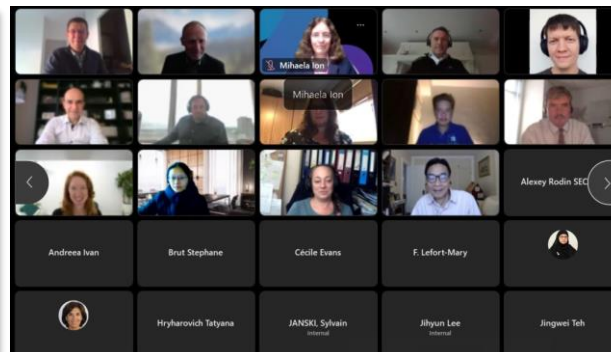 Mihaela Ion
Mihaela Ion
Alexey Rodin SEC
Andreea Ivan
Brut Stephane
Cécile Evans
F. Lefort-Mary
Hryharovich Tatyana
JANSKI, Sylvain
Internal
Jihyun Lee
Internal
Jingwei Teh